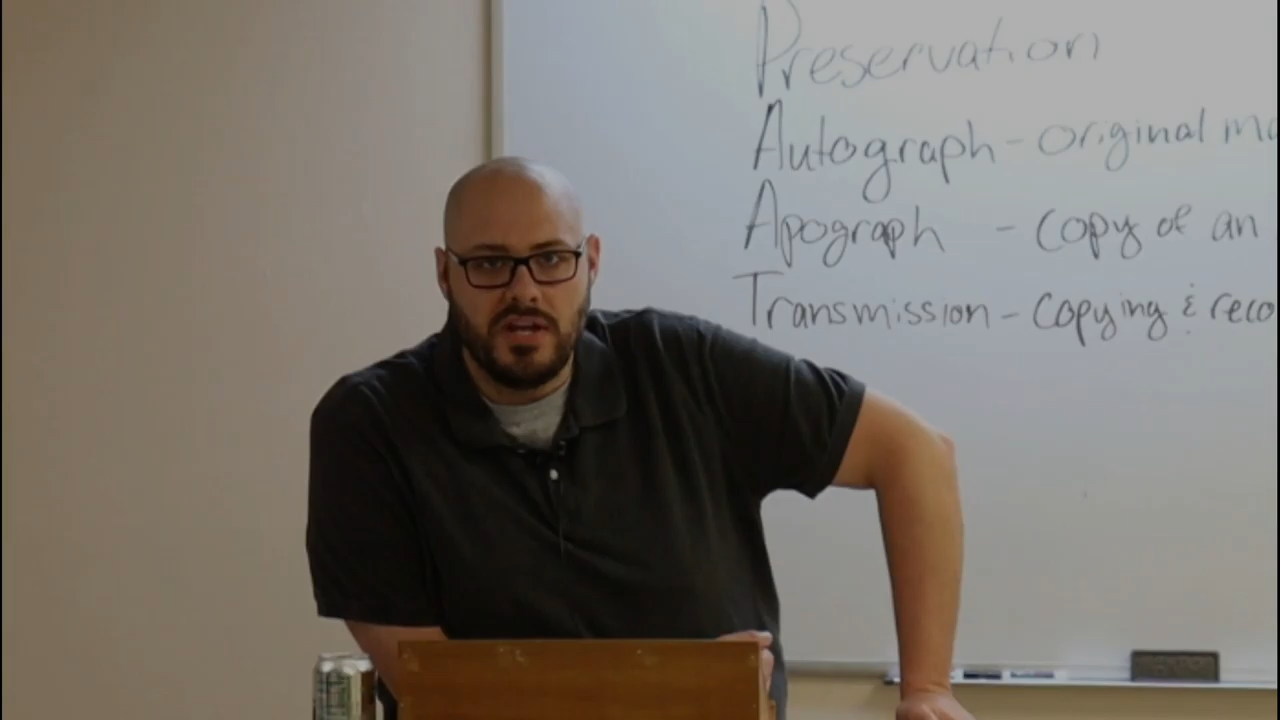 Preservation
Autograph - original
Apograph - copy of an
Transmission - copying &